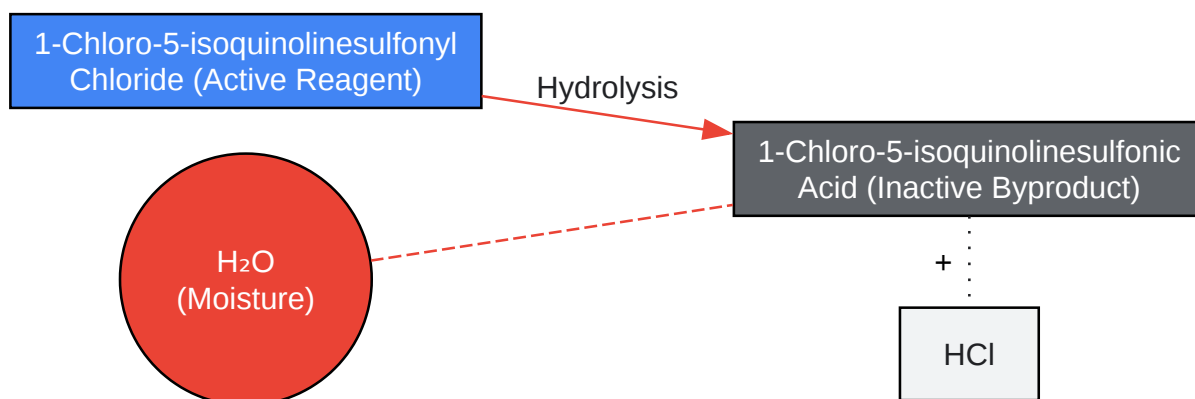 1-Chloro-5-isoquinolinesulfonyl
Chloride (Active Reagent)
Hydrolysis
1-Chloro-5-isoquinolinesulfonic
Acid (Inactive Byproduct)
H₂O
(Moisture)
+
HCl